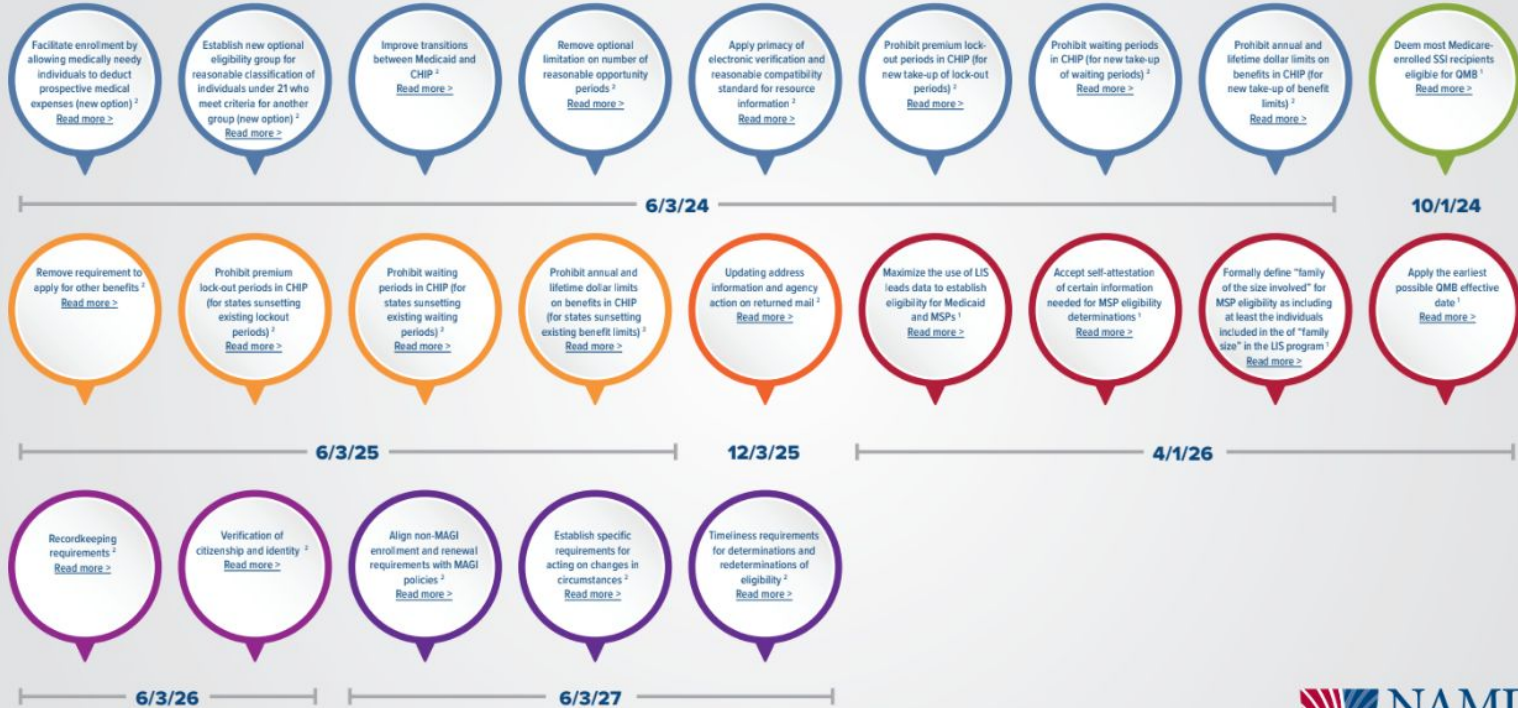 Facilitate enrollment by
allowing medically needy
individuals to deduct
prospective medical
expenses (new option) ²
Read more >
Establish new optional
eligibility group for
reasonable classification of
individuals under 21 who
meet criteria for another
group (new option) ²
Read more >
Improve transitions
between Medicaid and
CHIP ²
Read more >
Remove optional
limitation on number of
reasonable opportunity
periods ²
Read more >
Apply primacy of
electronic verification and
reasonable compatibility
standard for resource
information ²
Read more >
Prohibit premium lock-
out periods in CHIP (for
new take-up of lock-out
periods) ²
Read more >
Prohibit waiting periods
in CHIP (for new take-up
of waiting periods) ²
Read more >
Prohibit annual and
lifetime dollar limits on
benefits in CHIP (for
new take-up of benefit
limits) ²
Read more >
Deem most Medicare-
enrolled SSI recipients
eligible for QMB ¹
Read more >
6/3/24
10/1/24
Remove requirement to
apply for other benefits ²
Read more >
Prohibit premium
lock-out periods in CHIP
(for states sunsetting
existing lockout
periods) ²
Read more >
Prohibit waiting
periods in CHIP (for
states sunsetting
existing waiting
periods) ²
Read more >
Prohibit annual and
lifetime dollar limits
on benefits in CHIP
(for states sunsetting
existing benefit limits) ²
Read more >
Updating address
information and agency
action on returned mail ²
Read more >
Maximize the use of LIS
leads data to establish
eligibility for Medicaid
and MSPs ¹
Read more >
Accept self-attestation
of certain information
needed for MSP eligibility
determinations ¹
Read more >
Formally define "family
of the size involved" for
MSP eligibility as including
at least the individuals
included in the of "family
size" in the LIS program ¹
Read more >
Apply the earliest
possible QMB effective
date ¹
Read more >
6/3/25
12/3/25
4/1/26
Recordkeeping
requirements ²
Read more >
Verification of
citizenship and identity ²
Read more >
Align non-MAGI
enrollment and renewal
requirements with MAGI
policies ²
Read more >
Establish specific
requirements for
acting on changes in
circumstances ²
Read more >
Timeliness requirements
for determinations and
redeterminations of
eligibility ²
Read more >
6/3/26
6/3/27